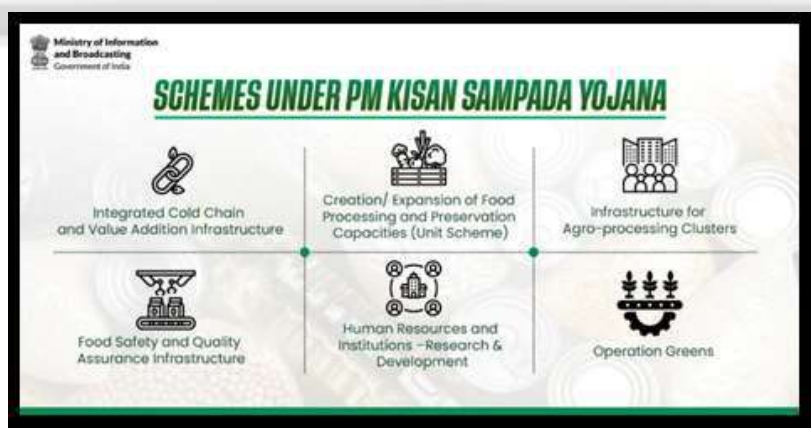 Ministry of Information
and Broadcasting
Government of India
SCHEMES UNDER PM KISAN SAMPADA YOJANA
Integrated Cold Chain
and Value Addition Infrastructure
Creation/ Expansion of Food
Processing and Preservation
Capacities (Unit Scheme)
Infrastructure for
Agro-processing Clusters
Food Safety and Quality
Assurance Infrastructure
Human Resources and
Institutions –Research &
Development
Operation Greens